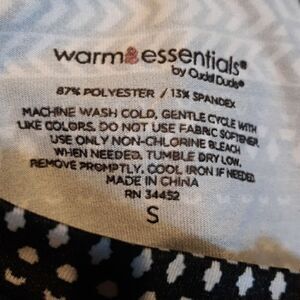 warm essentials®
by Cuddl Duds®
87% POLYESTER / 13% SPANDEX
MACHINE WASH COLD, GENTLE CYCLE WITH
LIKE COLORS. DO NOT USE FABRIC SOFTENER.
USE ONLY NON-CHLORINE BLEACH
WHEN NEEDED. TUMBLE DRY LOW.
REMOVE PROMPTLY. COOL IRON IF NEEDED.
MADE IN CHINA
RN 34452
S